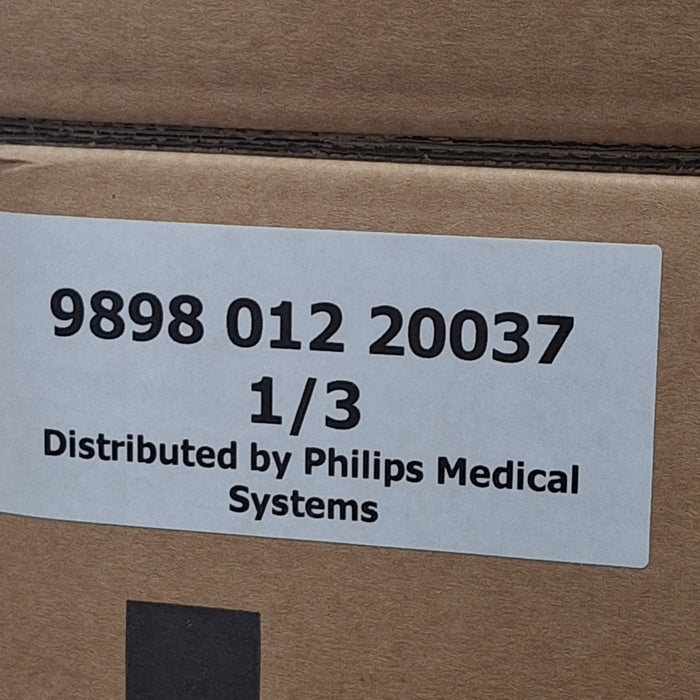 9898 012 20037
1/3
Distributed by Philips Medical
Systems